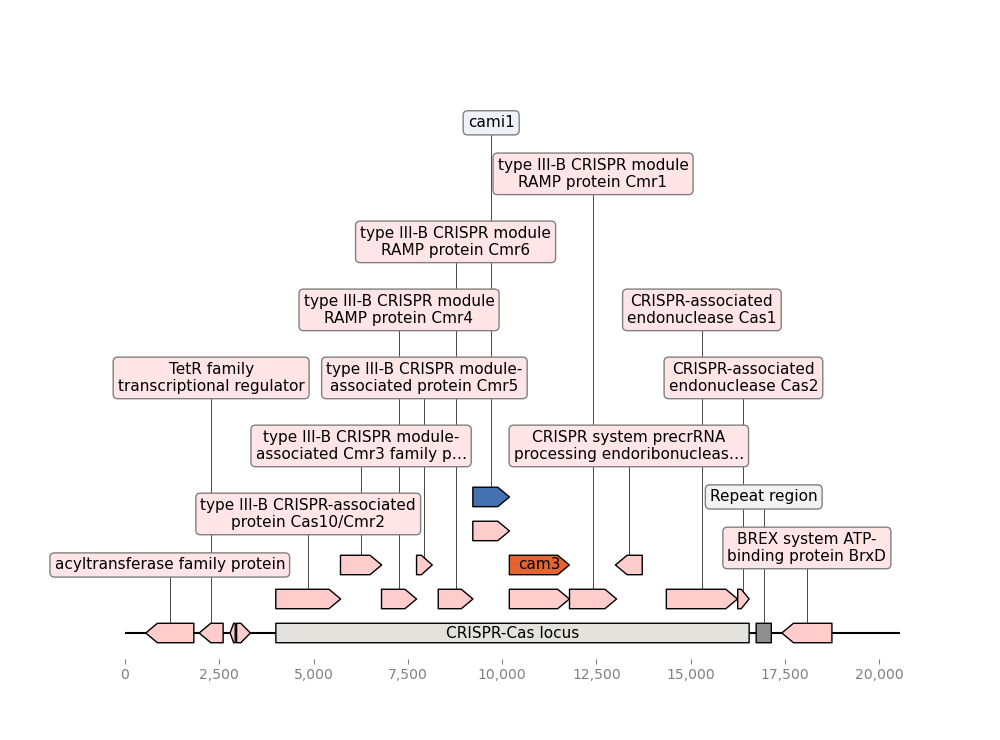 cami1
type III-B CRISPR module
RAMP protein Cmr1
type III-B CRISPR module
RAMP protein Cmr6
type III-B CRISPR module
RAMP protein Cmr4
CRISPR-associated
endonuclease Cas1
TetR family
transcriptional regulator
type III-B CRISPR module-
associated protein Cmr5
CRISPR-associated
endonuclease Cas2
type III-B CRISPR module-
associated Cmr3 family p…
CRISPR system precrRNA
processing endoribonucleas…
Repeat region
type III-B CRISPR-associated
protein Cas10/Cmr2
BREX system ATP-
binding protein BrxD
acyltransferase family protein
cam3
CRISPR-Cas locus
0 2,500 5,000 7,500 10,000 12,500 15,000 17,500 20,000